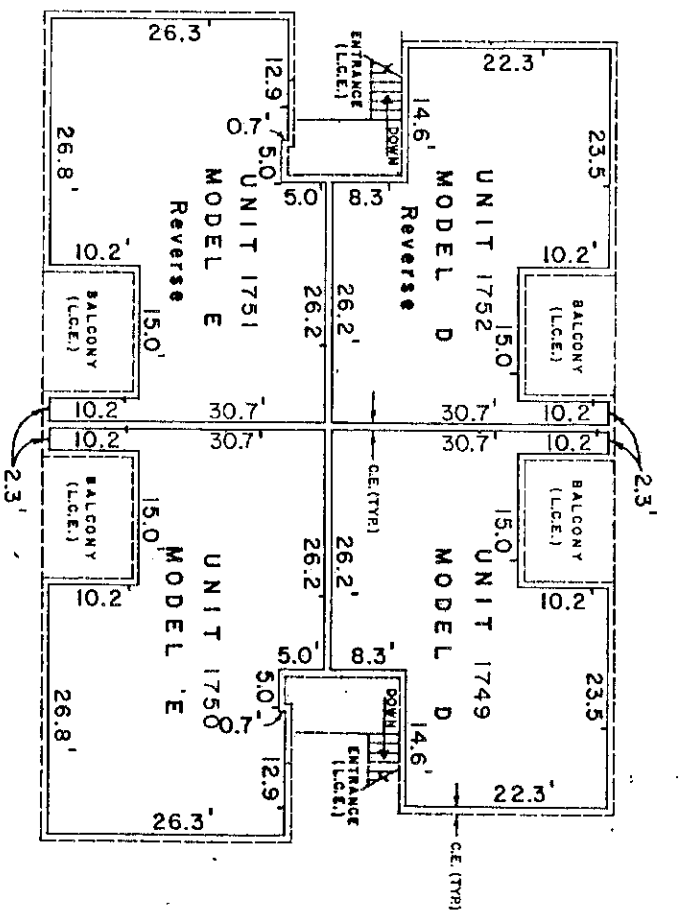 26.3'
12.9
0.7'
5.0
5.0'
26.8'
10.2'
15.0'
10.2'
30.7'
26.2'
UNIT 1751
MODEL E
Reverse
BALCONY
(L.C.E.)
ENTRANCE
(L.C.E.)
DOWN
22.3'
14.6'
23.5
8.3'
10.2'
15.0
10.2'
30.7'
26.2'
UNIT 1752
MODEL D
Reverse
BALCONY
(L.C.E.)
2.3'
2.3'
C.E. (TYP.)
10.2'
30.7'
15.0'
10.2'
26.2'
5.0'
5.0
0.7'
12.9
26.8'
26.3'
UNIT 1750
MODEL E
BALCONY
(L.C.E.)
10.2'
30.7'
15.0
10.2'
26.2'
8.3'
23.5
14.6'
22.3'
UNIT 1749
MODEL D
BALCONY
(L.C.E.)
DOWN
ENTRANCE
(L.C.E.)
C.E. (TYP.)